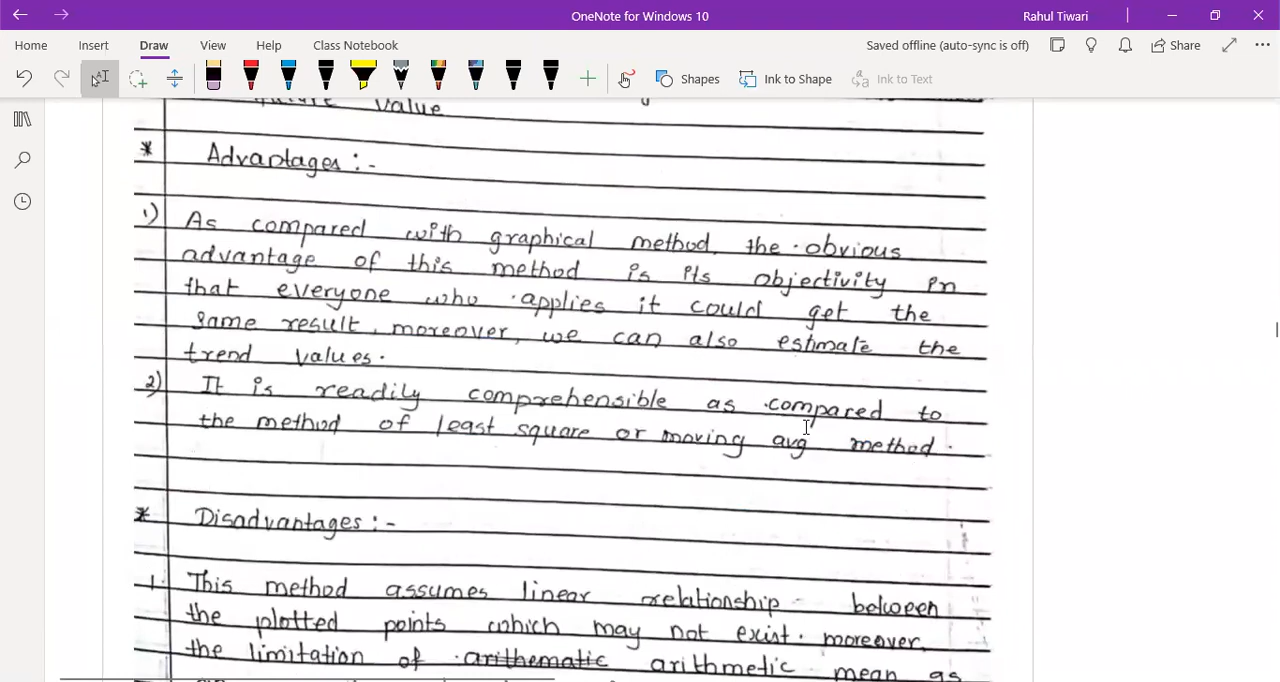 OneNote for Windows 10
Rahul Tiwari
Home Insert Draw View Help Class Notebook
Saved offline (auto-sync is off) Share
Shapes Ink to Shape Ink to Text
Value
* Advantages :-
1) As compared with graphical method, the obvious
advantage of this method is its objectivity in
that everyone who applies it could get the
same result. moreover, we can also estimate the
trend values.
2) It is readily comprehensible as compared to
the method of least square or moving avg method.
* Disadvantages :-
1. This method assumes linear relationship between
the plotted points which may not exist. moreover,
the limitation of arithematic arithmetic mean as